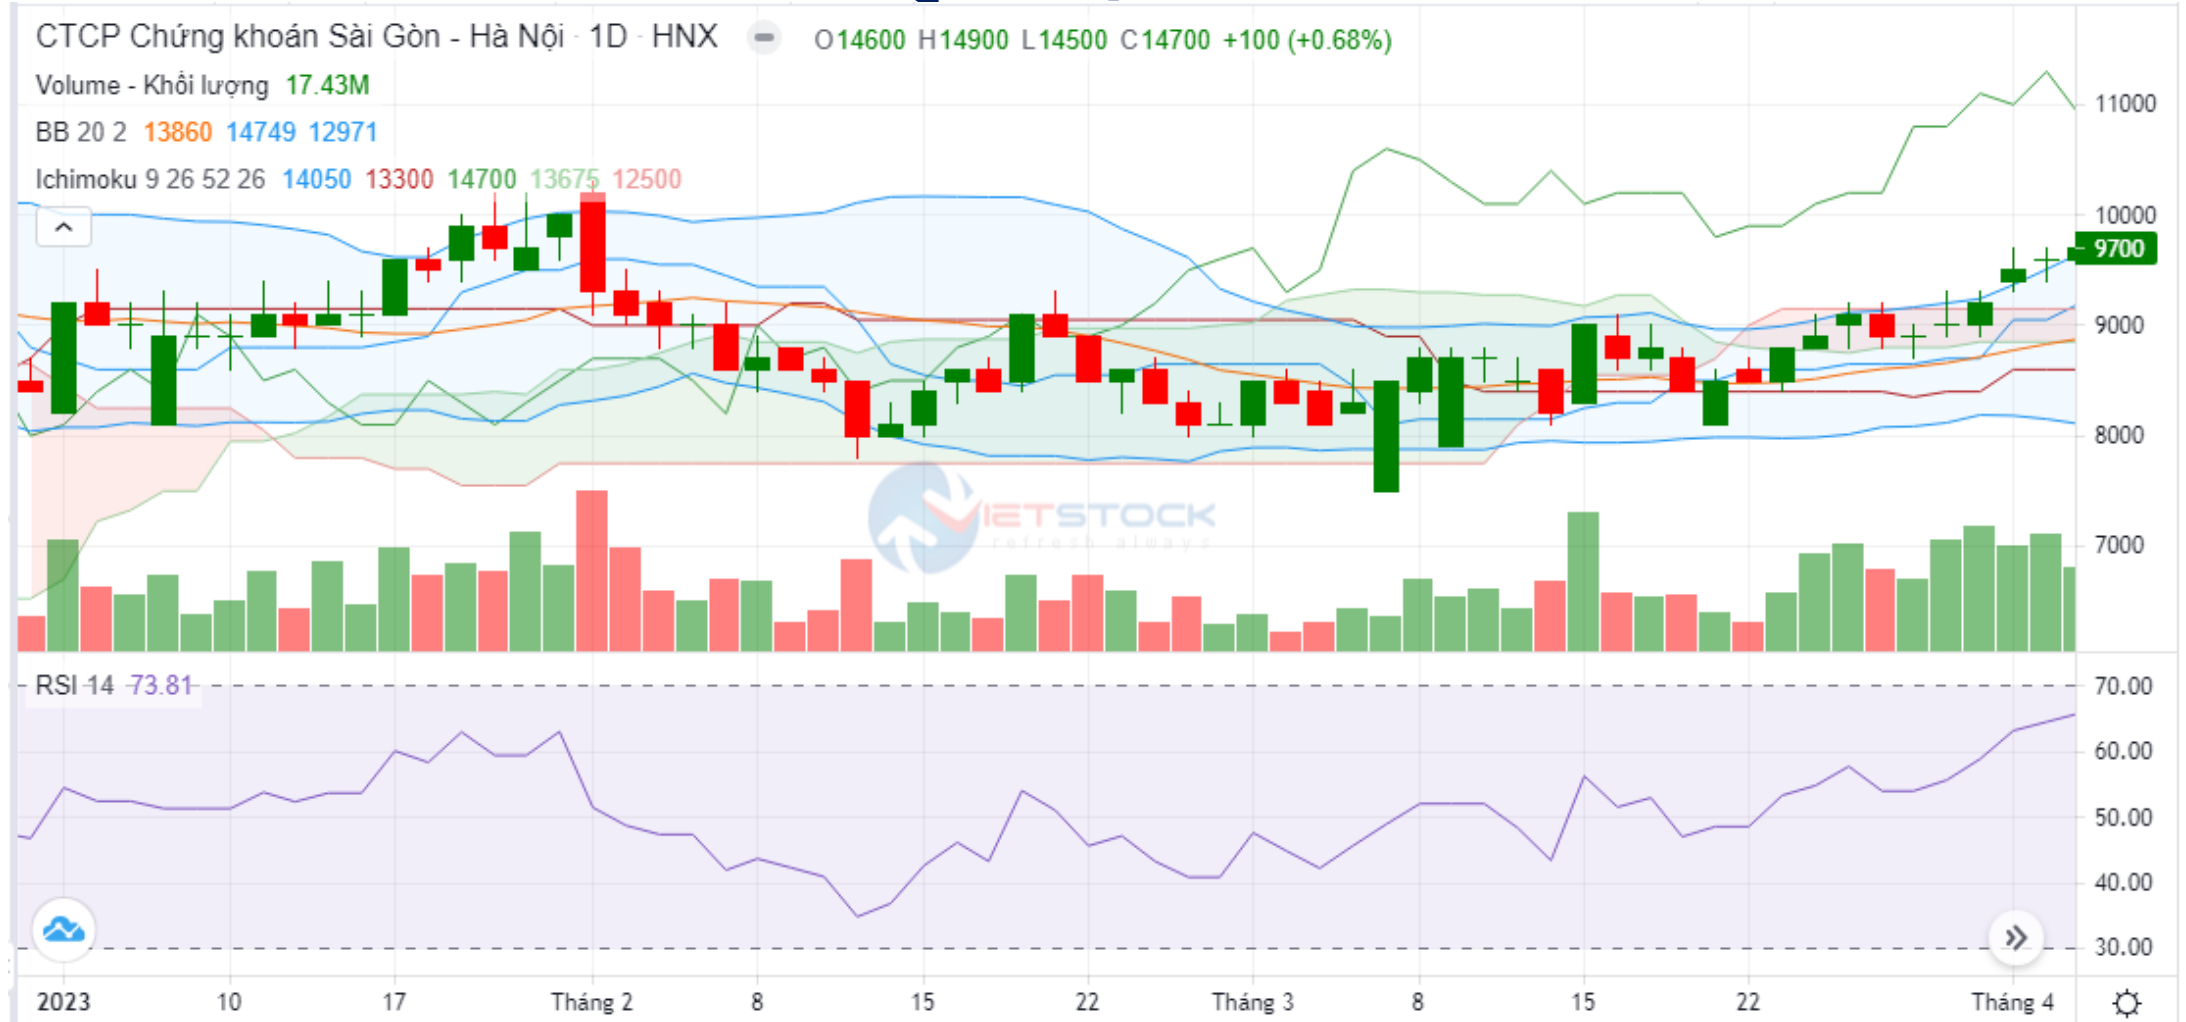 CTCP Chứng khoán Sài Gòn - Hà Nội · 1D · HNX O14600 H14900 L14500 C14700 +100 (+0.68%)
Volume - Khối lượng 17.43M
BB 20 2 13860 14749 12971
Ichimoku 9 26 52 26 14050 13300 14700 13675 12500
11000
10000
9700
9000
8000
7000
VIETSTOCK
refresh always
RSI 14 73.81
70.00
60.00
50.00
40.00
30.00
2023 10 17 Tháng 2 8 15 22 Tháng 3 8 15 22 Tháng 4